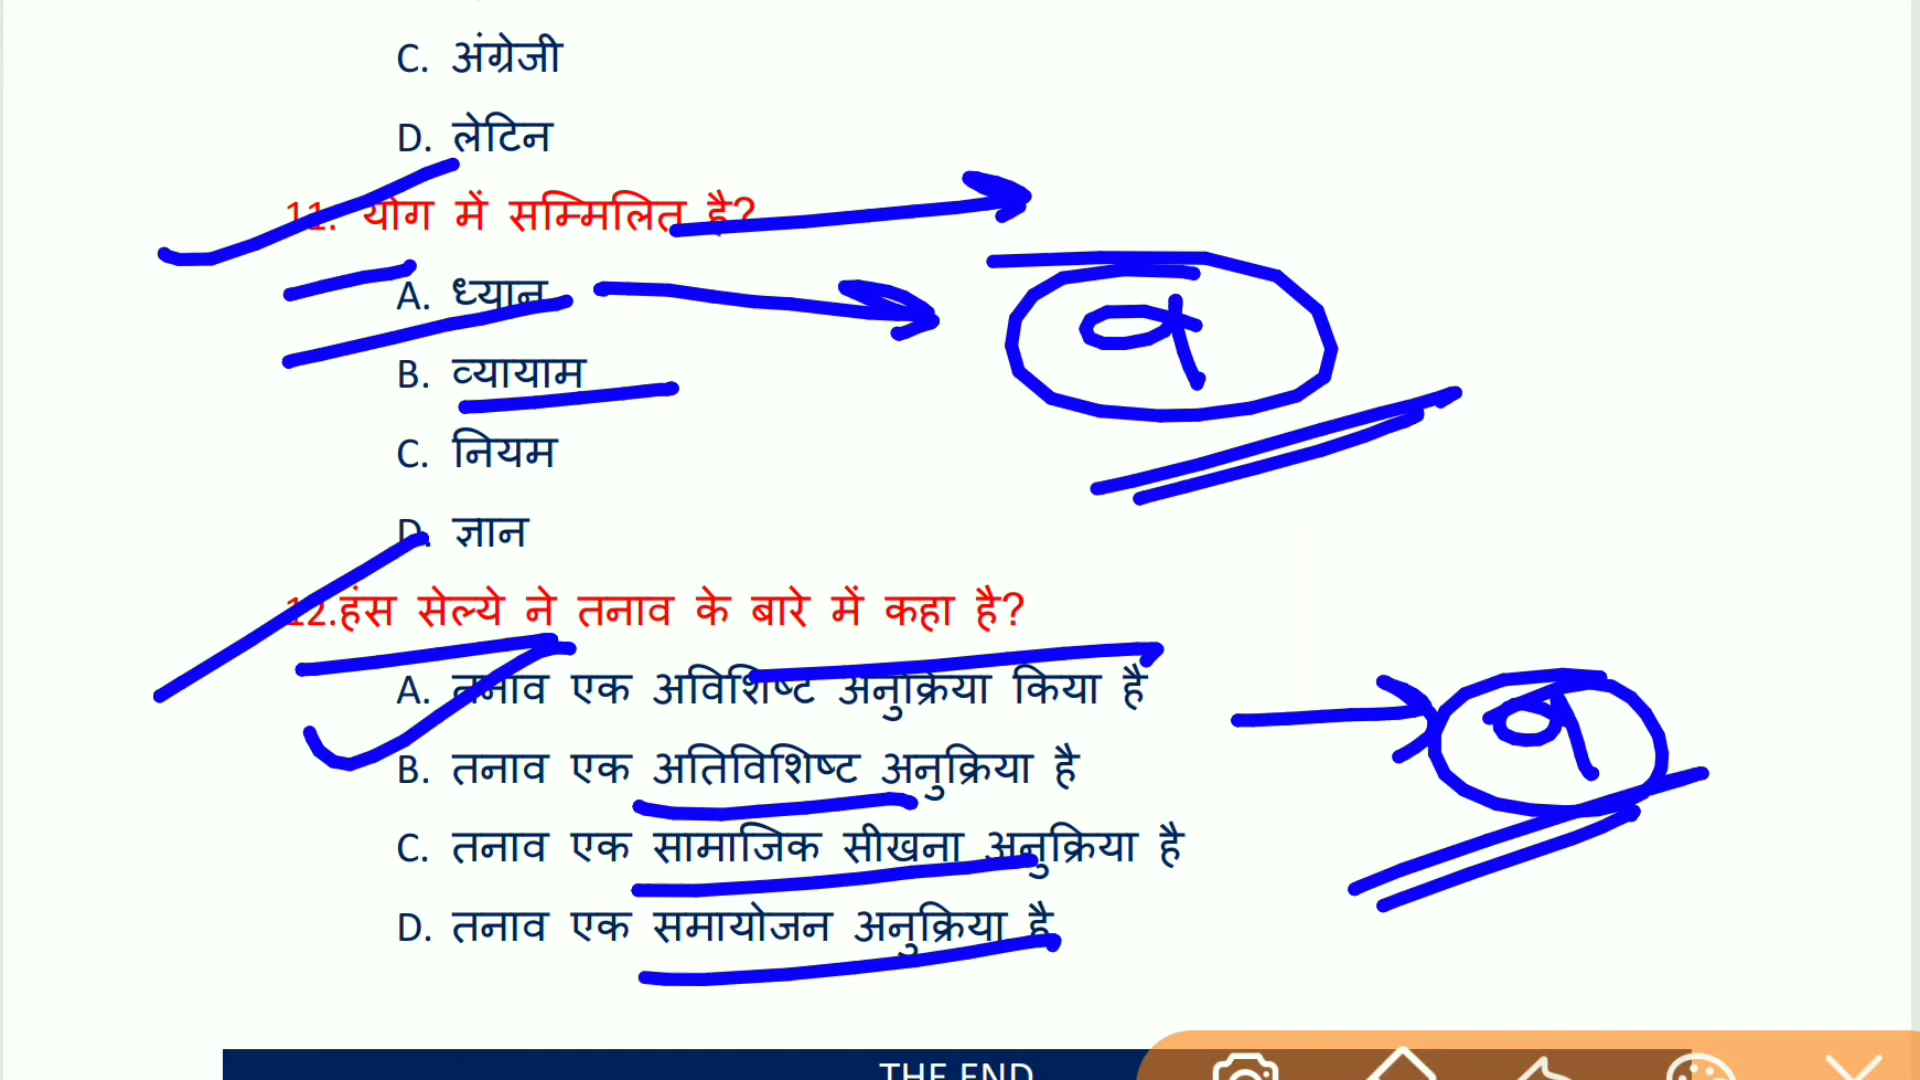 C. अंग्रेजी
D. लेटिन
11. योग में सम्मिलित है?
A. ध्यान
B. व्यायाम
a
C. नियम
D. ज्ञान
12.हंस सेल्ये ने तनाव के बारे में कहा है?
A. तनाव एक अविशिष्ट अनुक्रिया किया है
a
B. तनाव एक अतिविशिष्ट अनुक्रिया है
C. तनाव एक सामाजिक सीखना अनुक्रिया है
D. तनाव एक समायोजन अनुक्रिया है
THE END